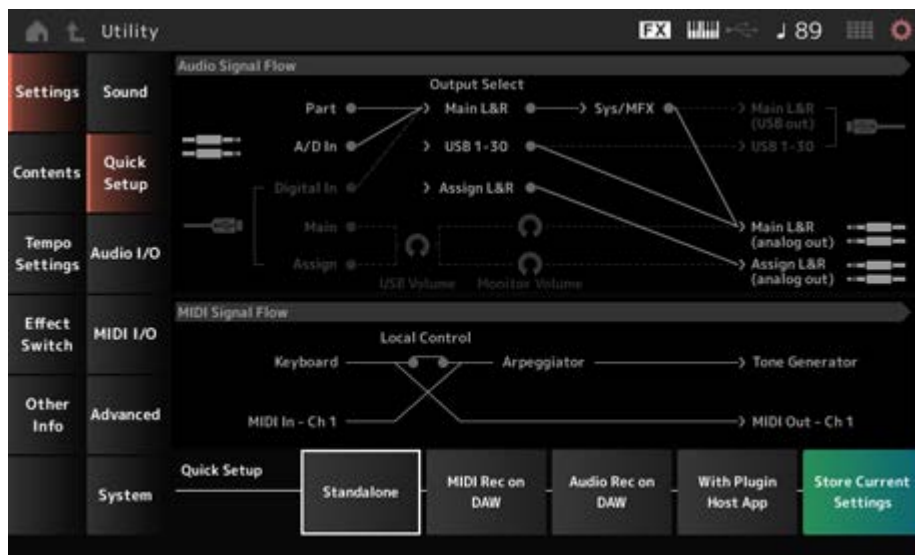 Utility
FX
♩ 89
Settings
Sound
Contents
Quick
Setup
Tempo
Settings
Audio I/O
Effect
Switch
MIDI I/O
Other
Info
Advanced
System
Audio Signal Flow
Output Select
Part
Main L&R
Sys/MFX
Main L&R
(USB out)
A/D In
USB 1-30
USB 1-30
Digital In
Assign L&R
Main
Main L&R
(analog out)
Assign
Assign L&R
(analog out)
USB Volume
Monitor Volume
MIDI Signal Flow
Local Control
Keyboard
Arpeggiator
Tone Generator
MIDI In - Ch 1
MIDI Out - Ch 1
Quick Setup
Standalone
MIDI Rec on
DAW
Audio Rec on
DAW
With Plugin
Host App
Store Current
Settings